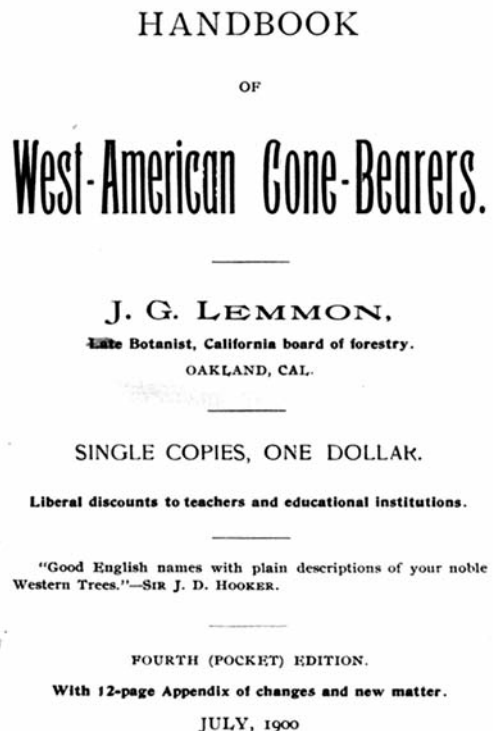 HANDBOOK
OF
West-American Cone-Bearers.
J. G. LEMMON,
Late Botanist, California board of forestry.
OAKLAND, CAL.
SINGLE COPIES, ONE DOLLAR.
Liberal discounts to teachers and educational institutions.
"Good English names with plain descriptions of your noble
Western Trees."—SIR J. D. HOOKER.
FOURTH (POCKET) EDITION.
With 12-page Appendix of changes and new matter.
JULY, 1900